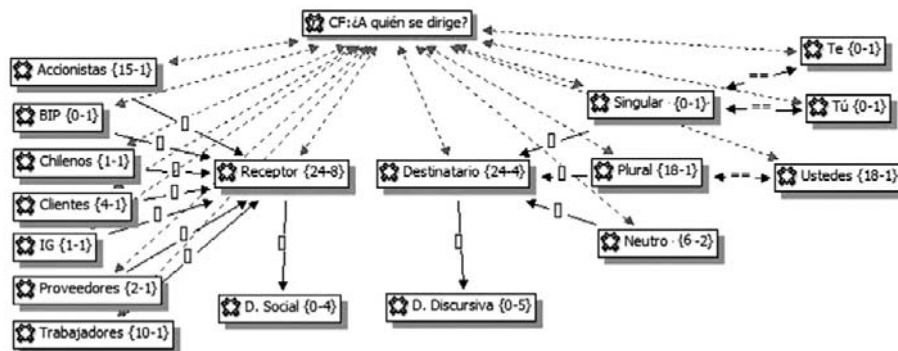 CF:¿A quién se dirige?
Accionistas {15-1}
Te {0-1}
BIP {0-1}
Singular {0-1}
==
Tú {0-1}
==
Chilenos {1-1}
Receptor {24-8}
Destinatario {24-4}
Plural {18-1}
==
Ustedes {18-1}
Clientes {4-1}
IG {1-1}
Neutro {6-2}
Proveedores {2-1}
D. Social {0-4}
D. Discursiva {0-5}
Trabajadores {10-1}